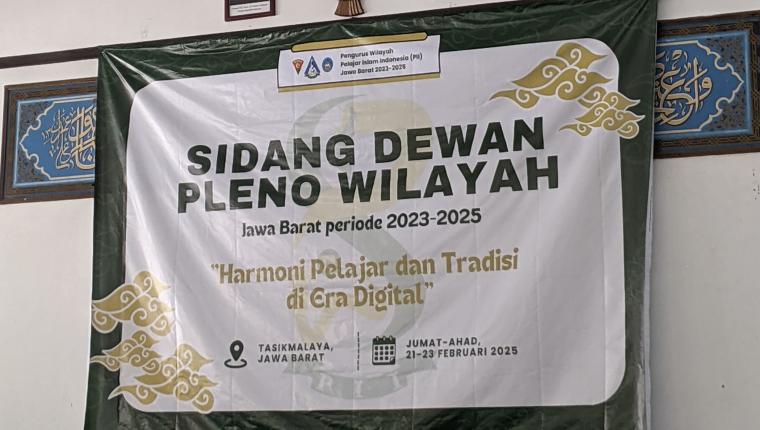 Pengurus Wilayah
Pelajar Islam Indonesia (PII)
Jawa Barat 2023-2025
SIDANG DEWAN
PLENO WILAYAH
Jawa Barat periode 2023-2025
"Harmoni Pelajar dan Tradisi
di Era Digital"
TASIKMALAYA,
JAWA BARAT
JUMAT-AHAD,
21-23 FEBRUARI 2025